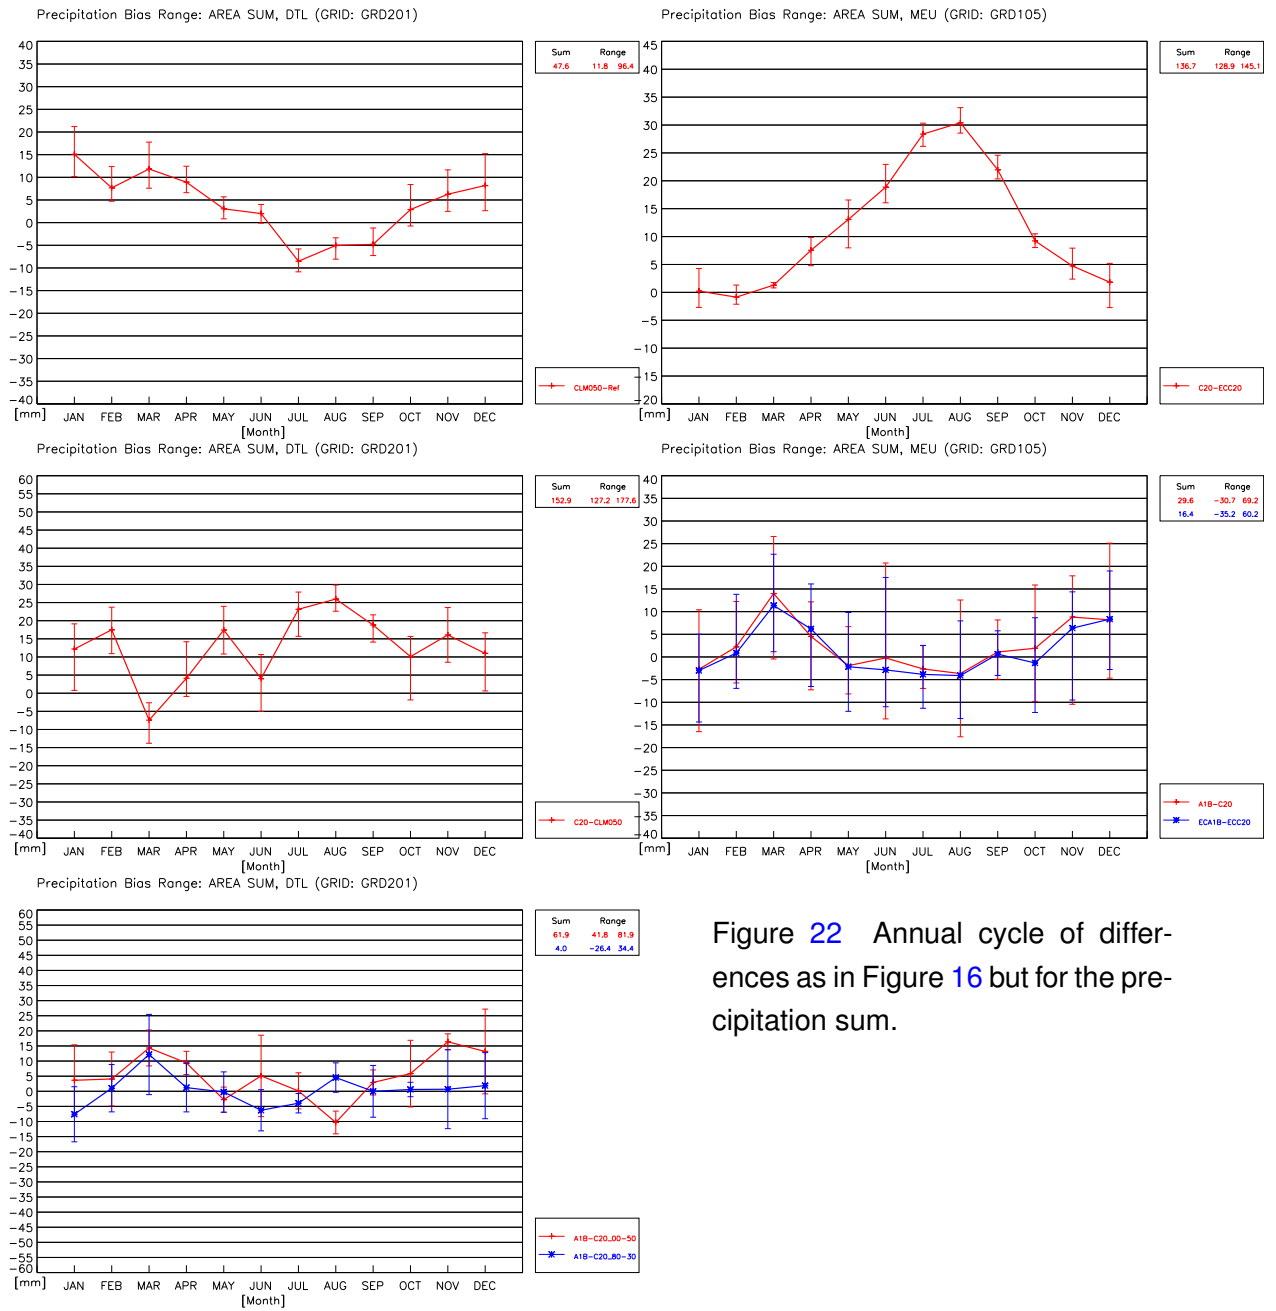 Precipitation Bias Range: AREA SUM, DTL (GRID: GRD201)
40
35
30
25
20
15
10
5
0
−5
−10
−15
−20
−25
−30
−35
−40
[mm]
JAN FEB MAR APR MAY JUN JUL AUG SEP OCT NOV DEC
[Month]
Sum Range
47.6 11.8 96.4
CLM050−Ref
Precipitation Bias Range: AREA SUM, MEU (GRID: GRD105)
45
40
35
30
25
20
15
10
5
0
−5
−10
−15
−20
[mm]
JAN FEB MAR APR MAY JUN JUL AUG SEP OCT NOV DEC
[Month]
Sum Range
136.7 128.9 145.1
C20−ECC20
Precipitation Bias Range: AREA SUM, DTL (GRID: GRD201)
60
55
50
45
40
35
30
25
20
15
10
5
0
−5
−10
−15
−20
−25
−30
−35
−40
[mm]
JAN FEB MAR APR MAY JUN JUL AUG SEP OCT NOV DEC
[Month]
Sum Range
152.9 127.2 177.6
C20−CLM050
Precipitation Bias Range: AREA SUM, MEU (GRID: GRD105)
40
35
30
25
20
15
10
5
0
−5
−10
−15
−20
−25
−30
−35
−40
[mm]
JAN FEB MAR APR MAY JUN JUL AUG SEP OCT NOV DEC
[Month]
Sum Range
29.6 −30.7 69.2
16.4 −35.2 60.2
A1B−C20
ECA1B−ECC20
Precipitation Bias Range: AREA SUM, DTL (GRID: GRD201)
60
55
50
45
40
35
30
25
20
15
10
5
0
−5
−10
−15
−20
−25
−30
−35
−40
−45
−50
−55
−60
[mm]
JAN FEB MAR APR MAY JUN JUL AUG SEP OCT NOV DEC
[Month]
Sum Range
61.9 41.8 81.9
4.0 −26.4 34.4
A1B−C20_00−50
A1B−C20_80−30
Figure 22 Annual cycle of differ-
ences as in Figure 16 but for the pre-
cipitation sum.